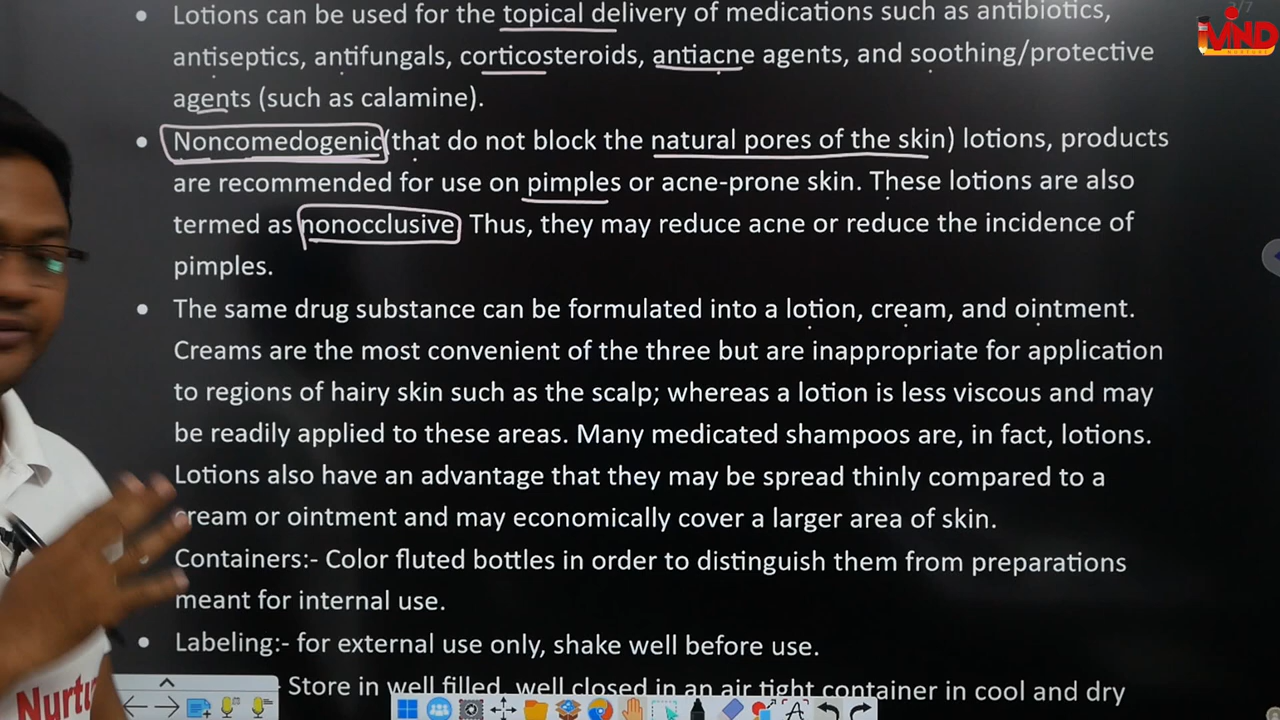 • Lotions can be used for the topical delivery of medications such as antibiotics,
antiseptics, antifungals, corticosteroids, antiacne agents, and soothing/protective
agents (such as calamine).
• Noncomedogenic(that do not block the natural pores of the skin) lotions, products
are recommended for use on pimples or acne-prone skin. These lotions are also
termed as nonocclusive Thus, they may reduce acne or reduce the incidence of
pimples.
• The same drug substance can be formulated into a lotion, cream, and ointment.
Creams are the most convenient of the three but are inappropriate for application
to regions of hairy skin such as the scalp; whereas a lotion is less viscous and may
be readily applied to these areas. Many medicated shampoos are, in fact, lotions.
Lotions also have an advantage that they may be spread thinly compared to a
cream or ointment and may economically cover a larger area of skin.
• Containers:- Color fluted bottles in order to distinguish them from preparations
meant for internal use.
• Labeling:- for external use only, shake well before use.
- Store in well filled, well closed in an air tight container in cool and dry
MIND
Nurtu